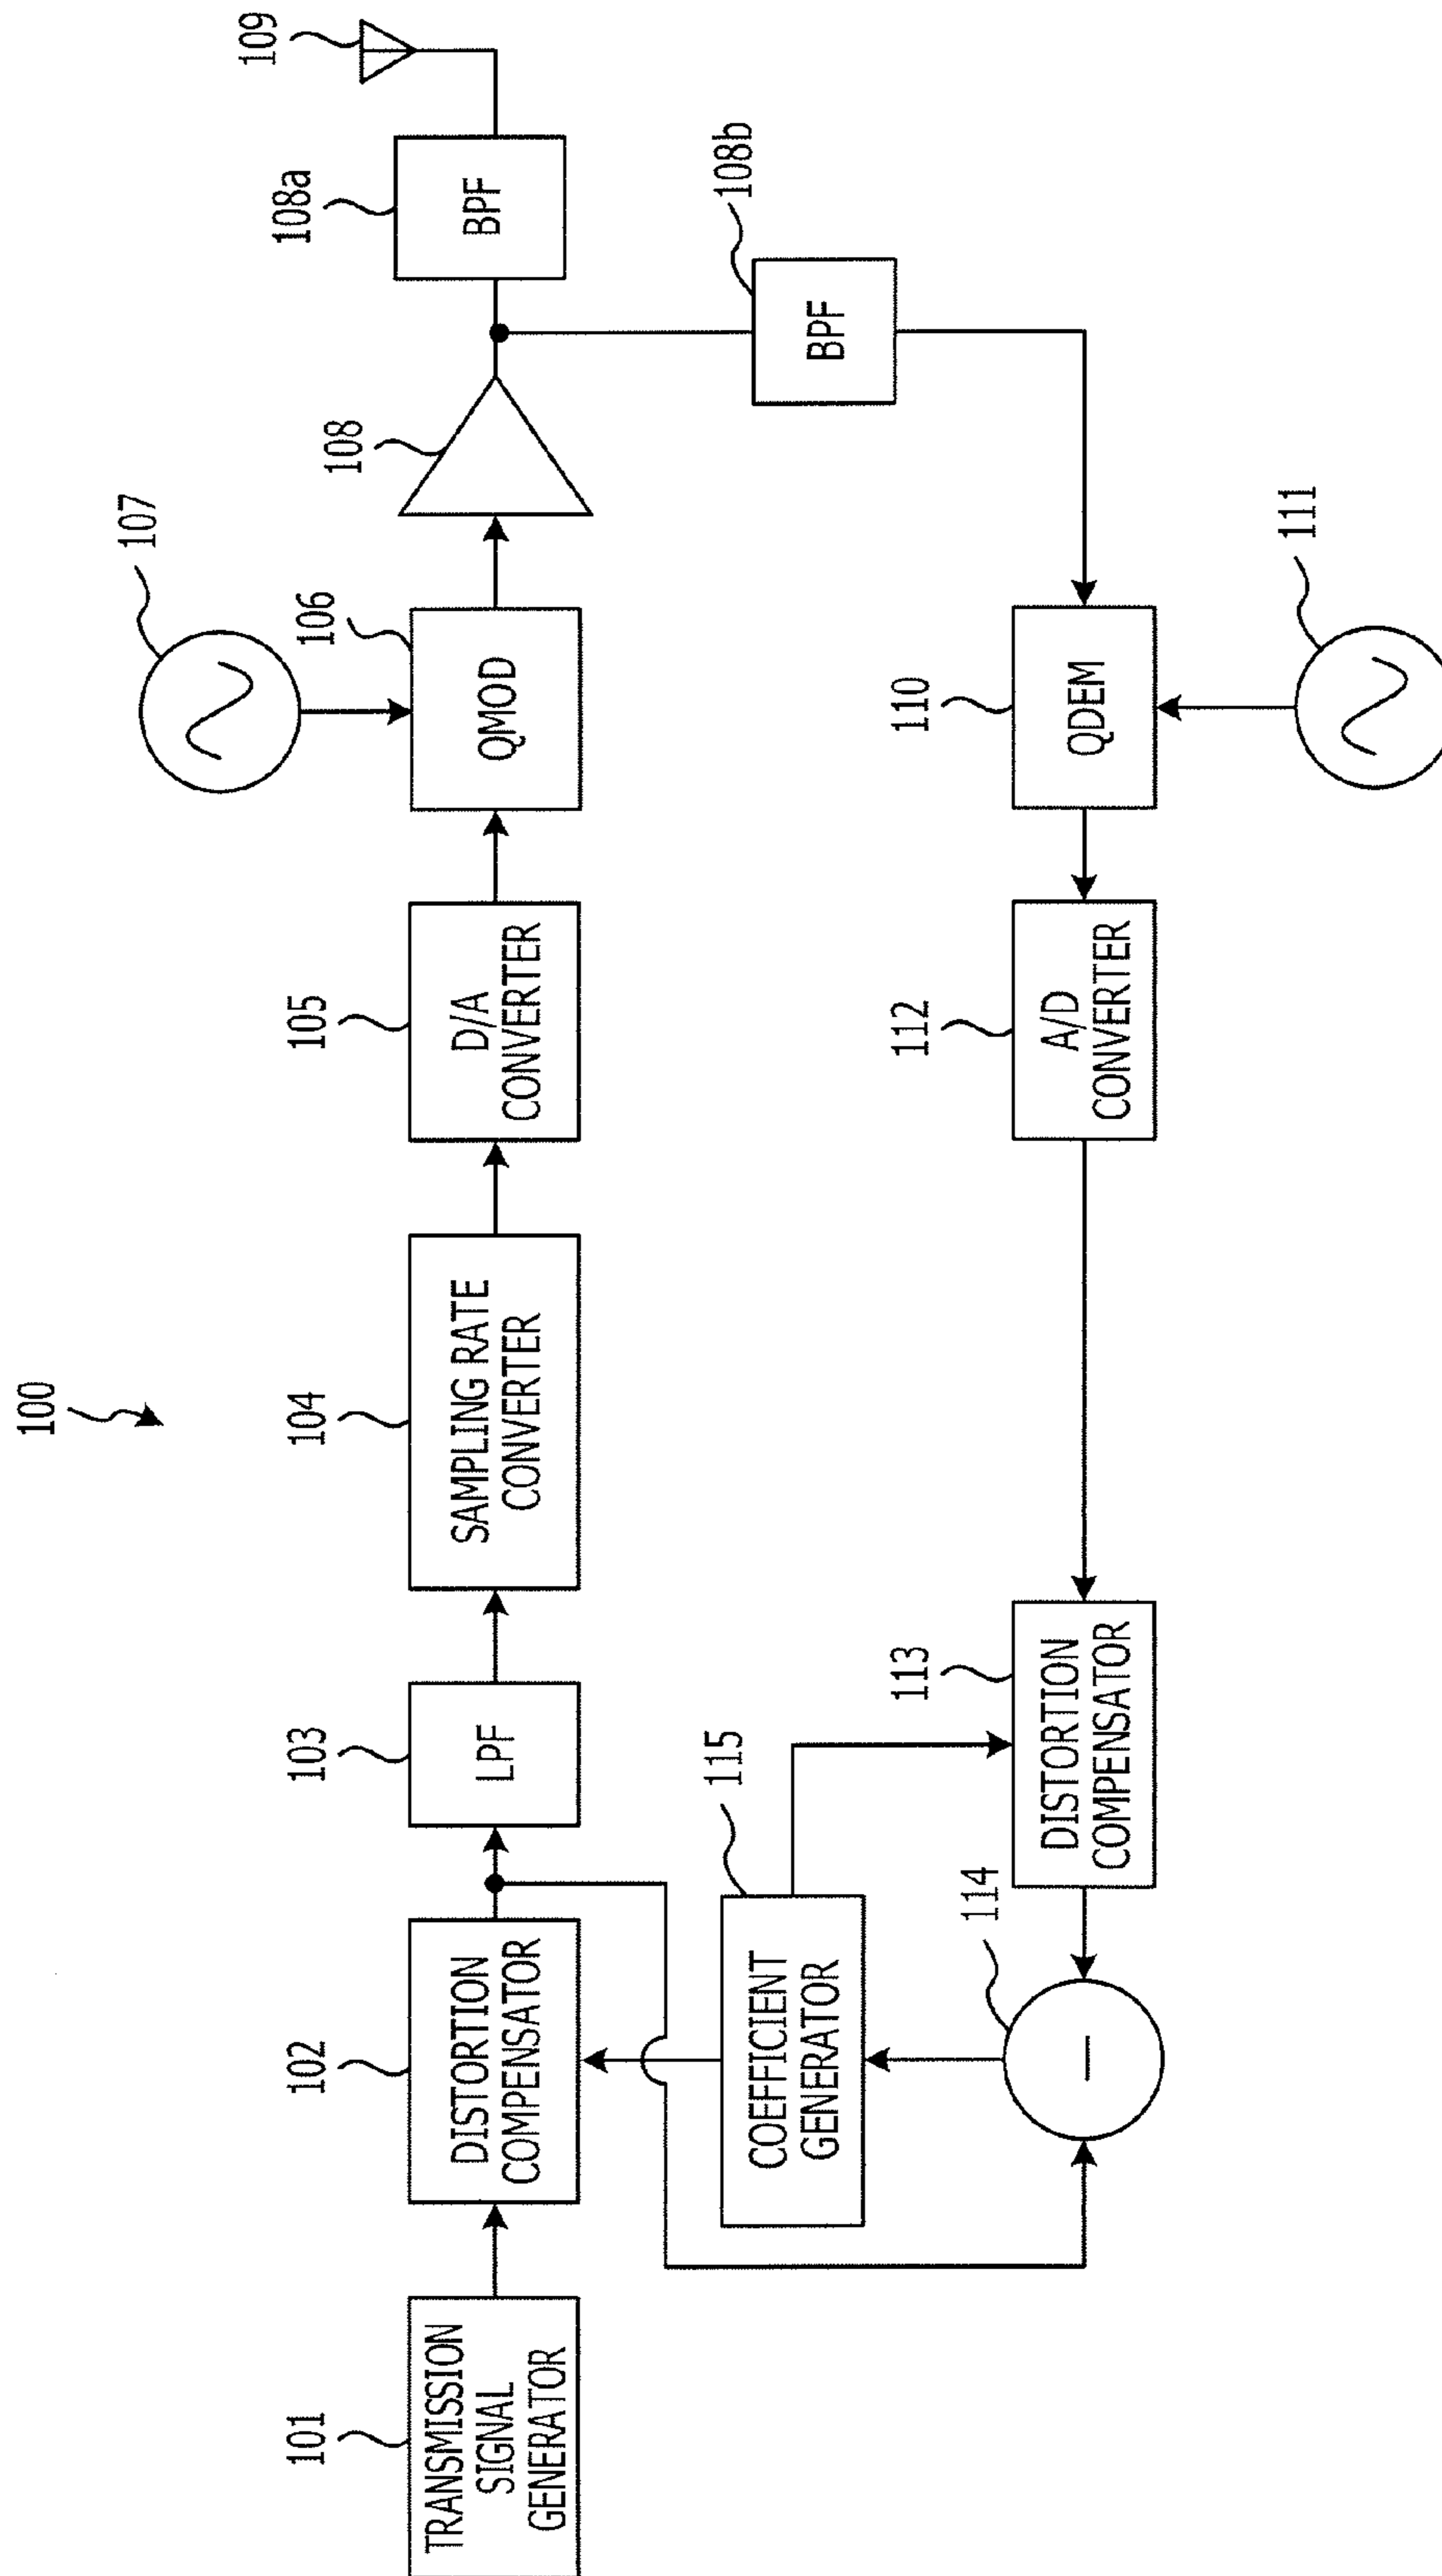 100
107
109
101
TRANSMISSION
SIGNAL
GENERATOR
102
DISTORTION
COMPENSATOR
103
LPF
104
SAMPLING RATE
CONVERTER
105
D/A
CONVERTER
106
QMOD
108
108a
BPF
108b
BPF
115
COEFFICIENT
GENERATOR
114
−
113
DISTORTION
COMPENSATOR
112
A/D
CONVERTER
110
QDEM
111